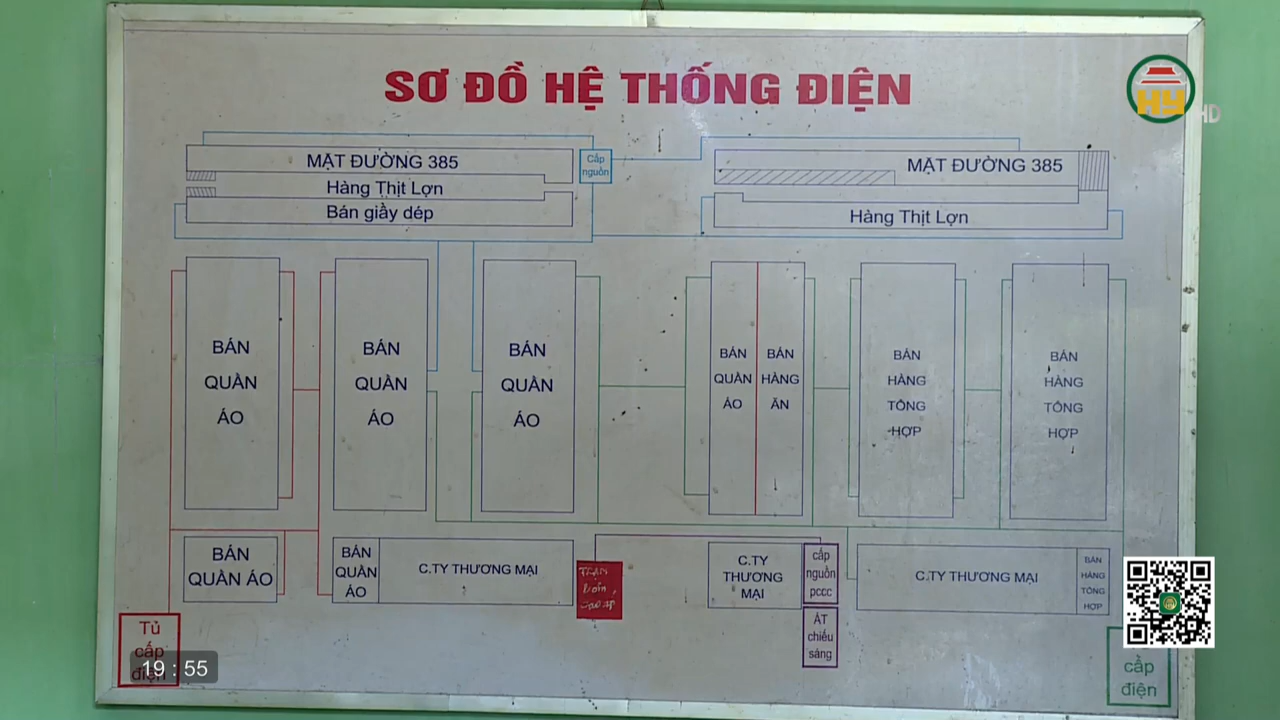 SƠ ĐỒ HỆ THỐNG ĐIỆN
HY
HD
MẶT ĐƯỜNG 385
Hàng Thịt Lợn
Bán giầy dép
Cấp
nguồn
MẶT ĐƯỜNG 385
Hàng Thịt Lợn
BÁN
QUẦN
ÁO
BÁN
QUẦN
ÁO
BÁN
QUẦN
ÁO
BÁN
QUẦN
ÁO
BÁN
HÀNG
ĂN
BÁN
HÀNG
TỔNG
HỢP
BÁN
HÀNG
TỔNG
HỢP
BÁN
QUẦN ÁO
BÁN
QUẦN
ÁO
C.TY THƯƠNG MẠI
C.TY
THƯƠNG
MẠI
cấp
nguồn
pccc
ÁT
chiếu
sáng
C.TY THƯƠNG MẠI
BÁN
HÀNG
TỔNG
HỢP
Tủ
cấp
điện
19 : 55
cấp
điện